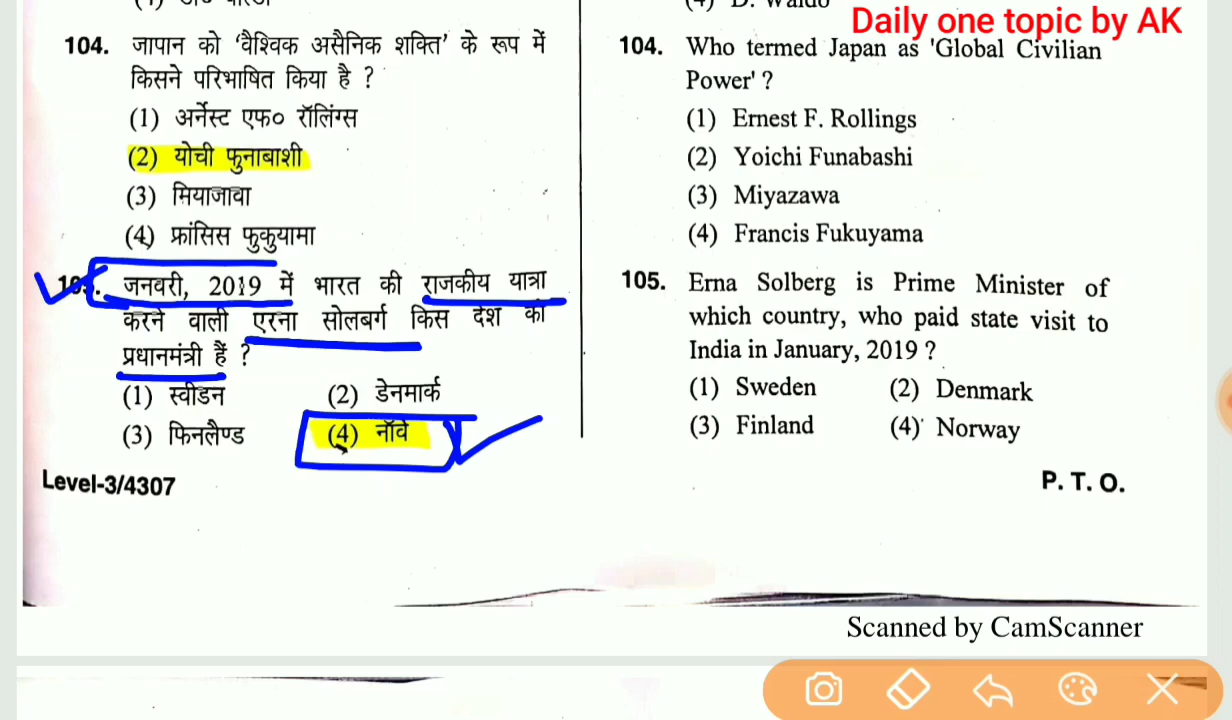 (4) D. Waldo
Daily one topic by AK
104. जापान को ‘वैश्विक असैनिक शक्ति’ के रूप में
किसने परिभाषित किया है ?
(1) अर्नेस्ट एफ० रॉलिंग्स
(2) योची फुनाबाशी
(3) मियाजावा
(4) फ्रांसिस फुकुयामा
105. जनवरी, 2019 में भारत की राजकीय यात्रा
करने वाली एरना सोलबर्ग किस देश की
प्रधानमंत्री हैं ?
(1) स्वीडन (2) डेनमार्क
(3) फिनलैण्ड (4) नॉर्वे
Level-3/4307
104. Who termed Japan as 'Global Civilian
Power' ?
(1) Ernest F. Rollings
(2) Yoichi Funabashi
(3) Miyazawa
(4) Francis Fukuyama
105. Erna Solberg is Prime Minister of
which country, who paid state visit to
India in January, 2019 ?
(1) Sweden (2) Denmark
(3) Finland (4) Norway
P. T. O.
Scanned by CamScanner